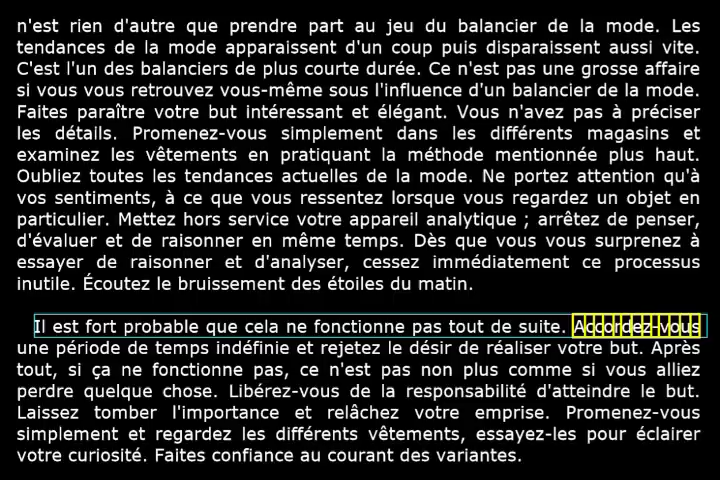 n'est rien d'autre que prendre part au jeu du balancier de la mode. Les
tendances de la mode apparaissent d'un coup puis disparaissent aussi vite.
C'est l'un des balanciers de plus courte durée. Ce n'est pas une grosse affaire
si vous vous retrouvez vous-même sous l'influence d'un balancier de la mode.
Faites paraître votre but intéressant et élégant. Vous n'avez pas à préciser
les détails. Promenez-vous simplement dans les différents magasins et
examinez les vêtements en pratiquant la méthode mentionnée plus haut.
Oubliez toutes les tendances actuelles de la mode. Ne portez attention qu'à
vos sentiments, à ce que vous ressentez lorsque vous regardez un objet en
particulier. Mettez hors service votre appareil analytique ; arrêtez de penser,
d'évaluer et de raisonner en même temps. Dès que vous vous surprenez à
essayer de raisonner et d'analyser, cessez immédiatement ce processus
inutile. Écoutez le bruissement des étoiles du matin.
Il est fort probable que cela ne fonctionne pas tout de suite. Accordez-vous
une période de temps indéfinie et rejetez le désir de réaliser votre but. Après
tout, si ça ne fonctionne pas, ce n'est pas non plus comme si vous alliez
perdre quelque chose. Libérez-vous de la responsabilité d'atteindre le but.
Laissez tomber l'importance et relâchez votre emprise. Promenez-vous
simplement et regardez les différents vêtements, essayez-les pour éclairer
votre curiosité. Faites confiance au courant des variantes.